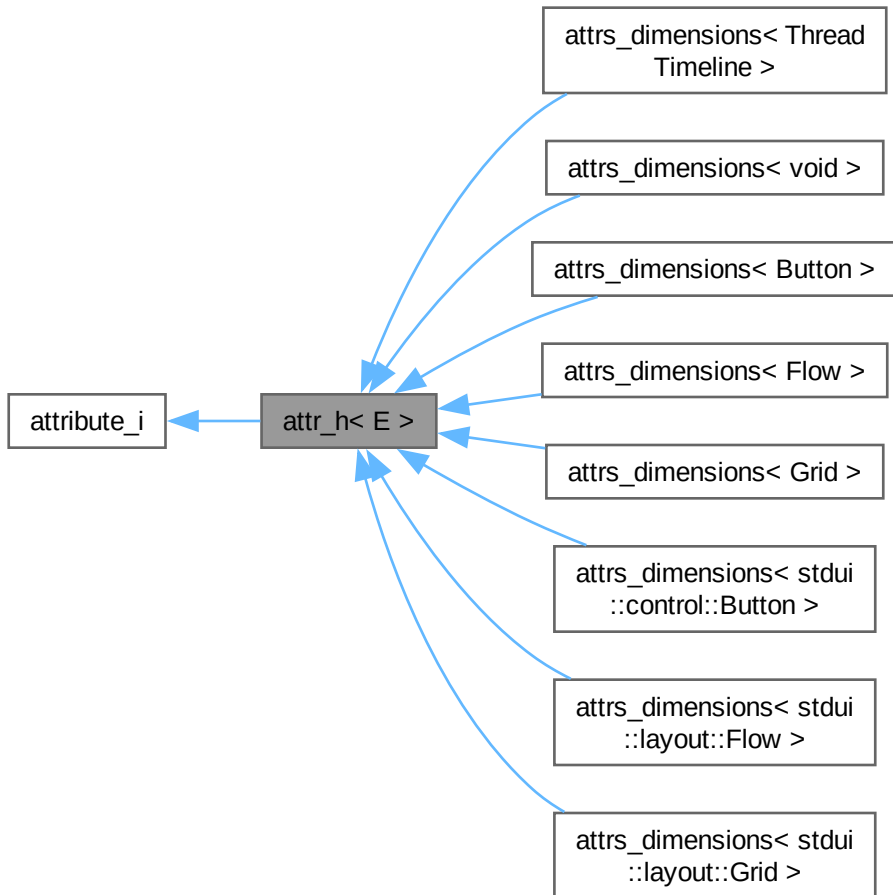 attrs_dimensions< Thread
Timeline >
attrs_dimensions< void >
attrs_dimensions< Button >
attrs_dimensions< Flow >
attribute_i
attr_h< E >
attrs_dimensions< Grid >
attrs_dimensions< stdui
::control::Button >
attrs_dimensions< stdui
::layout::Flow >
attrs_dimensions< stdui
::layout::Grid >